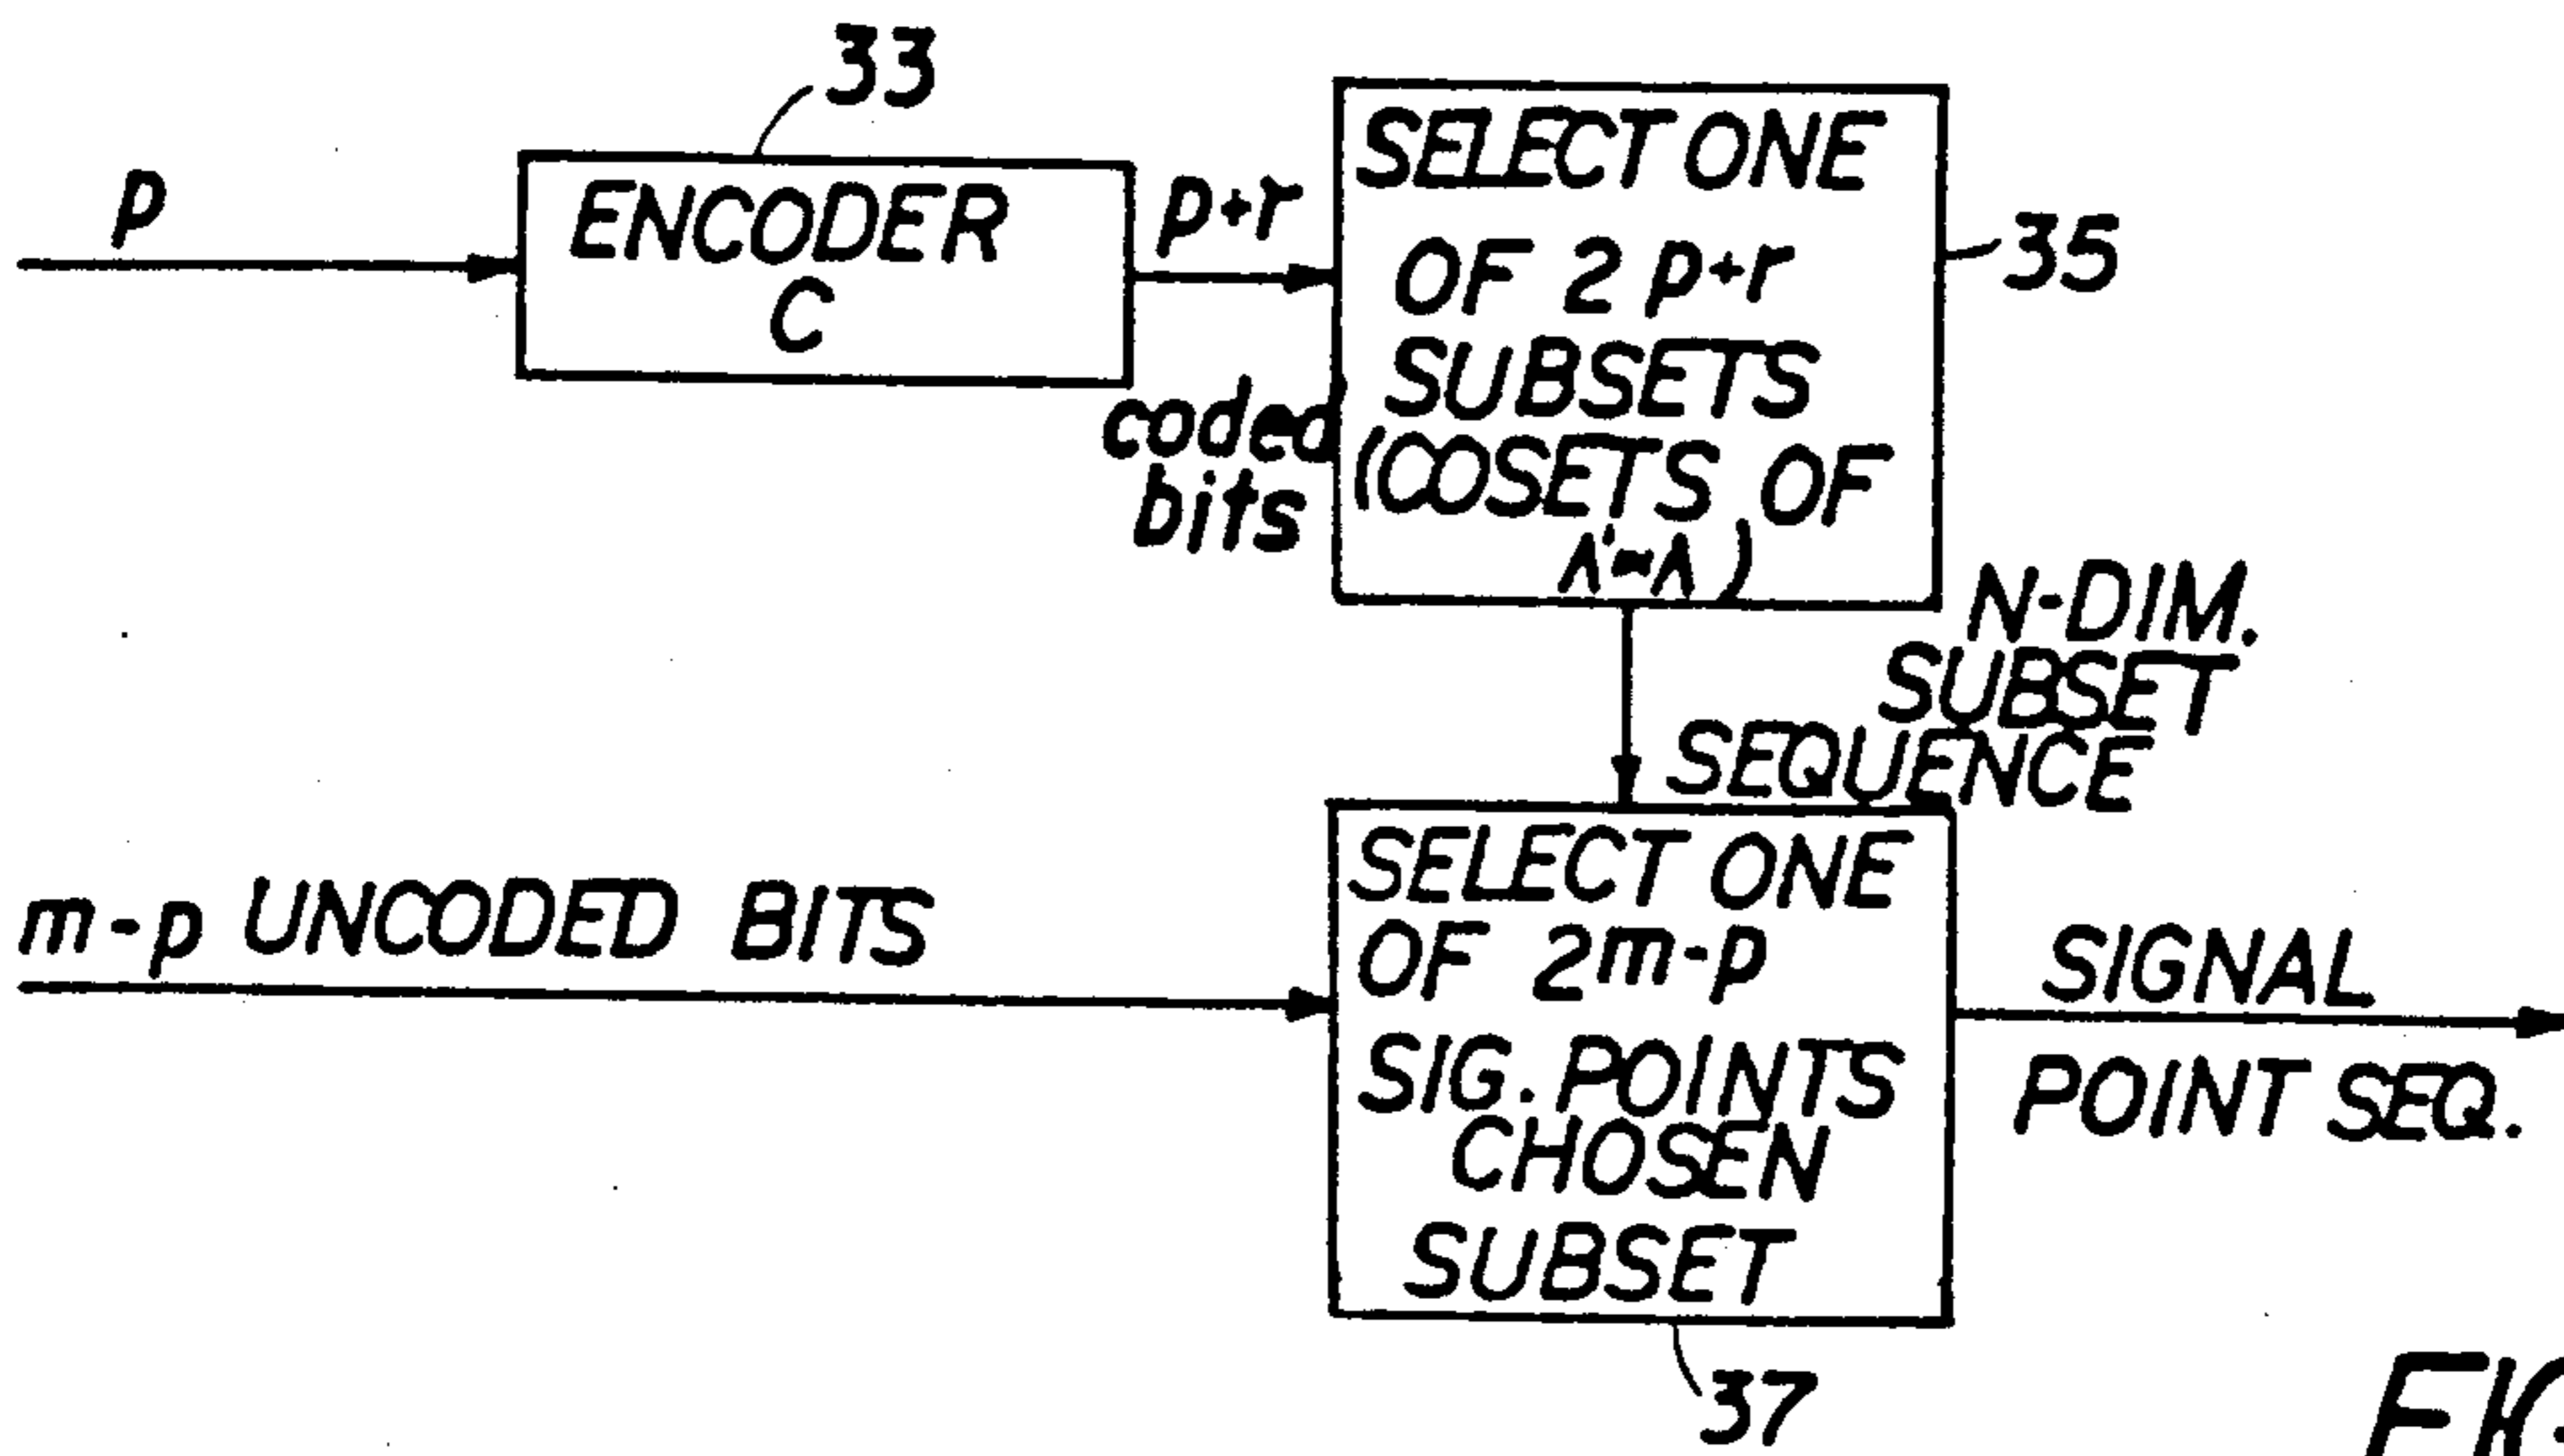 33
p
ENCODER
C
p+r
coded
bits
SELECT ONE
OF 2 p+r
SUBSETS
(COSETS OF
Λ' Λ)
35
N-DIM.
SUBSET
SEQUENCE
m-p UNCODED BITS
SELECT ONE
OF 2m-p
SIG. POINTS
CHOSEN
SUBSET
SIGNAL
POINT SEQ.
37